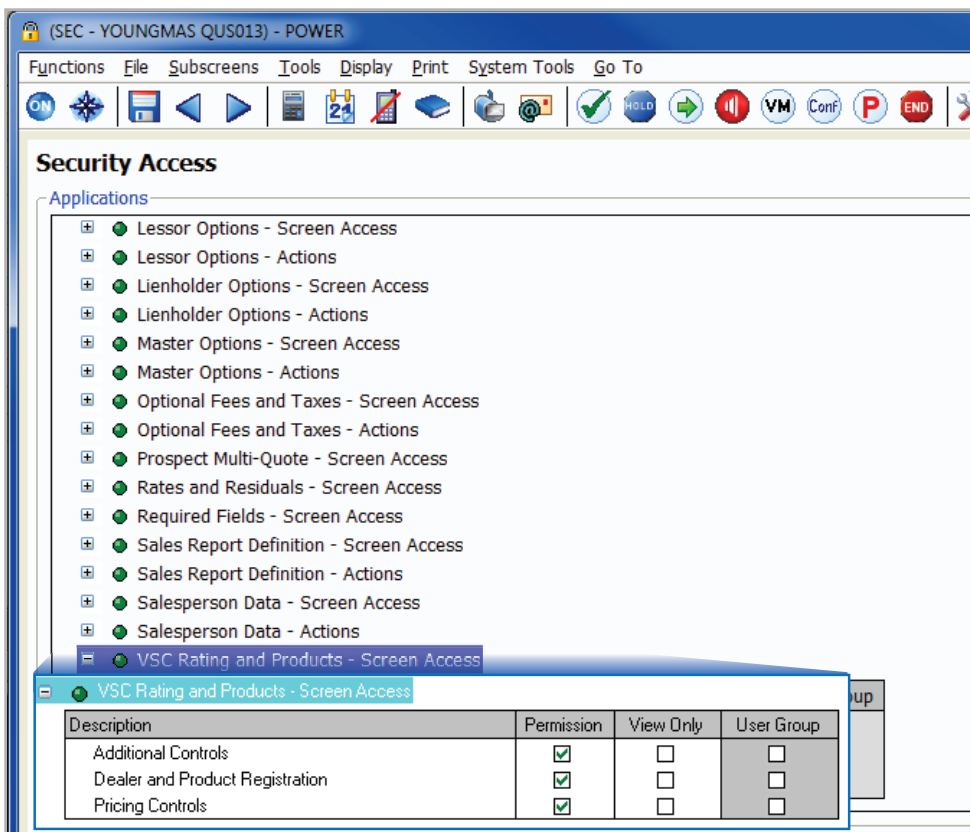 (SEC - YOUNGMAS QUS013) - POWER
Functions File Subscreens Tools Display Print System Tools Go To
ON 21 @ HOLD VM Conf P END
Security Access
Applications
Lessor Options - Screen Access
Lessor Options - Actions
Lienholder Options - Screen Access
Lienholder Options - Actions
Master Options - Screen Access
Master Options - Actions
Optional Fees and Taxes - Screen Access
Optional Fees and Taxes - Actions
Prospect Multi-Quote - Screen Access
Rates and Residuals - Screen Access
Required Fields - Screen Access
Sales Report Definition - Screen Access
Sales Report Definition - Actions
Salesperson Data - Screen Access
Salesperson Data - Actions
VSC Rating and Products - Screen Access
VSC Rating and Products - Screen Access
oup
Description Permission View Only User Group
Additional Controls
Dealer and Product Registration
Pricing Controls